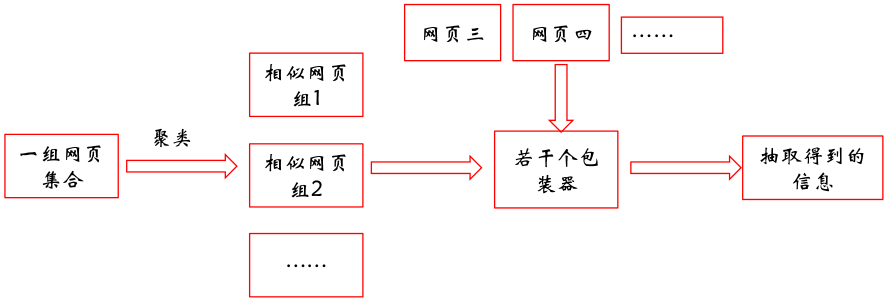 网页三
网页四
……
相似网页
组1
聚类
一组网页
集合
相似网页
组2
若干个包
装器
抽取得到的
信息
……